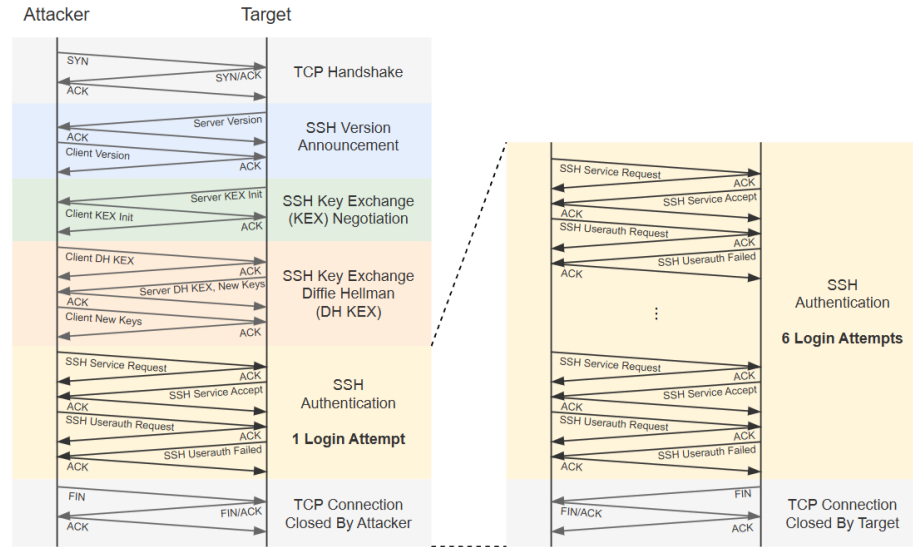 Attacker
Target
SYN
SYN/ACK
ACK
TCP Handshake
Server Version
ACK
Client Version
ACK
SSH Version
Announcement
Server KEX Init
Client KEX Init
ACK
SSH Key Exchange
(KEX) Negotiation
Client DH KEX
ACK
Server DH KEX, New Keys
ACK
Client New Keys
ACK
SSH Key Exchange
Diffie Hellman
(DH KEX)
SSH Service Request
ACK
SSH Service Accept
ACK
SSH Userauth Request
ACK
SSH Userauth Failed
ACK
SSH
Authentication
1 Login Attempt
FIN
FIN/ACK
ACK
TCP Connection
Closed By Attacker
SSH Service Request
ACK
SSH Service Accept
ACK
SSH Userauth Request
ACK
SSH Userauth Failed
ACK
⋮
SSH Service Request
ACK
SSH Service Accept
ACK
SSH Userauth Request
ACK
SSH Userauth Failed
ACK
SSH
Authentication
6 Login Attempts
FIN
FIN/ACK
ACK
TCP Connection
Closed By Target